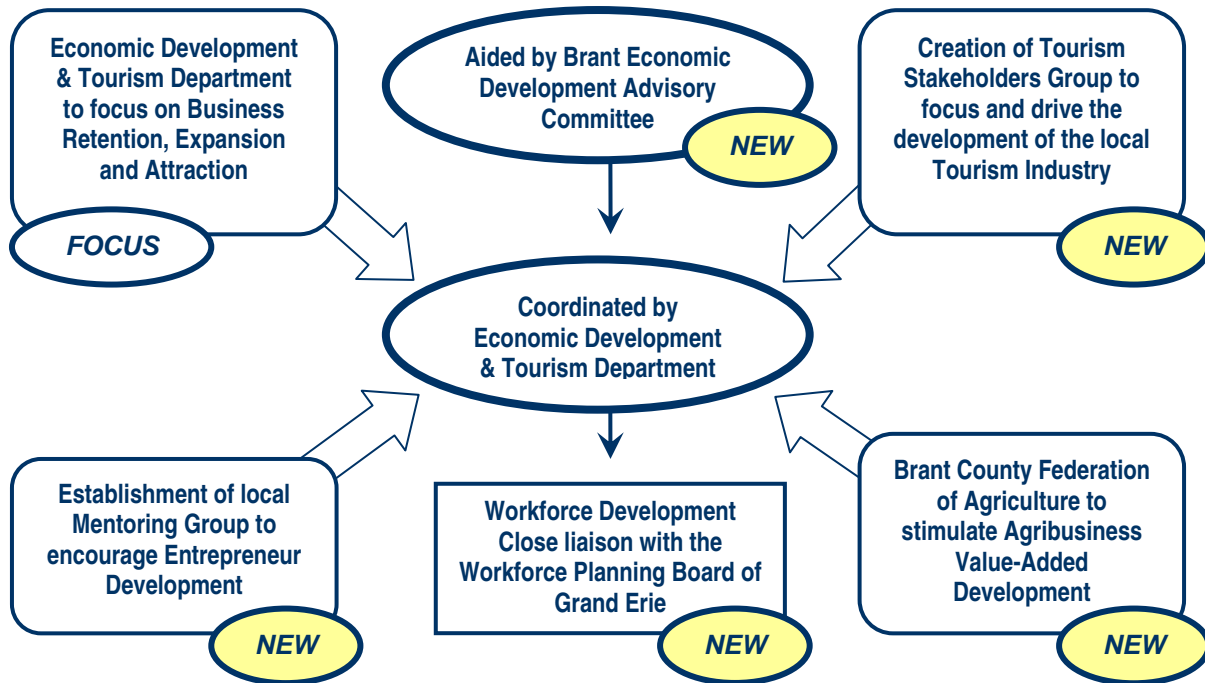 Economic Development
& Tourism Department
to focus on Business
Retention, Expansion
and Attraction
FOCUS
Aided by Brant Economic
Development Advisory
Committee
NEW
Creation of Tourism
Stakeholders Group to
focus and drive the
development of the local
Tourism Industry
NEW
Coordinated by
Economic Development
& Tourism Department
Establishment of local
Mentoring Group to
encourage Entrepreneur
Development
NEW
Workforce Development
Close liaison with the
Workforce Planning Board of
Grand Erie
NEW
Brant County Federation
of Agriculture to
stimulate Agribusiness
Value-Added
Development
NEW